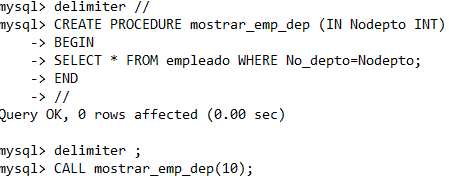 mysql> delimiter //
mysql> CREATE PROCEDURE mostrar_emp_dep (IN Nodepto INT)
    -> BEGIN
    -> SELECT * FROM empleado WHERE No_depto=Nodepto;
    -> END
    -> //
Query OK, 0 rows affected (0.00 sec)

mysql> delimiter ;
mysql> CALL mostrar_emp_dep(10);